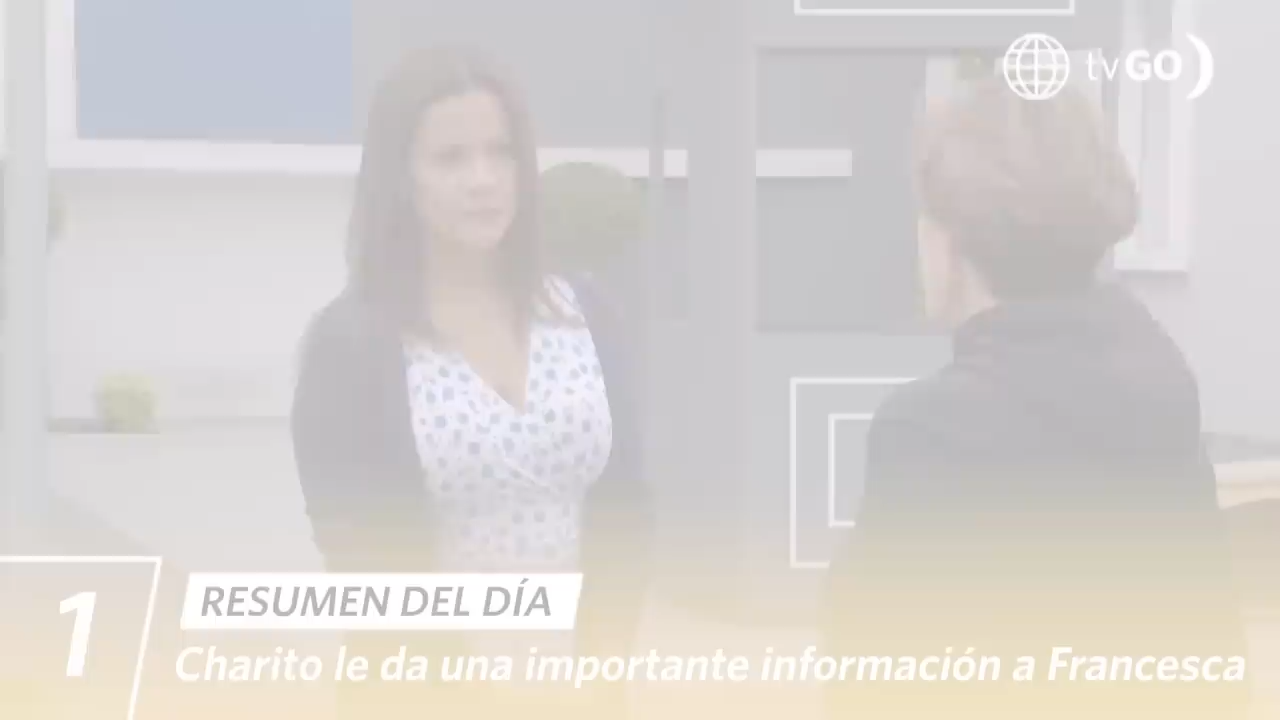 tvGO
1
RESUMEN DEL DÍA
Charito le da una importante información a Francesca